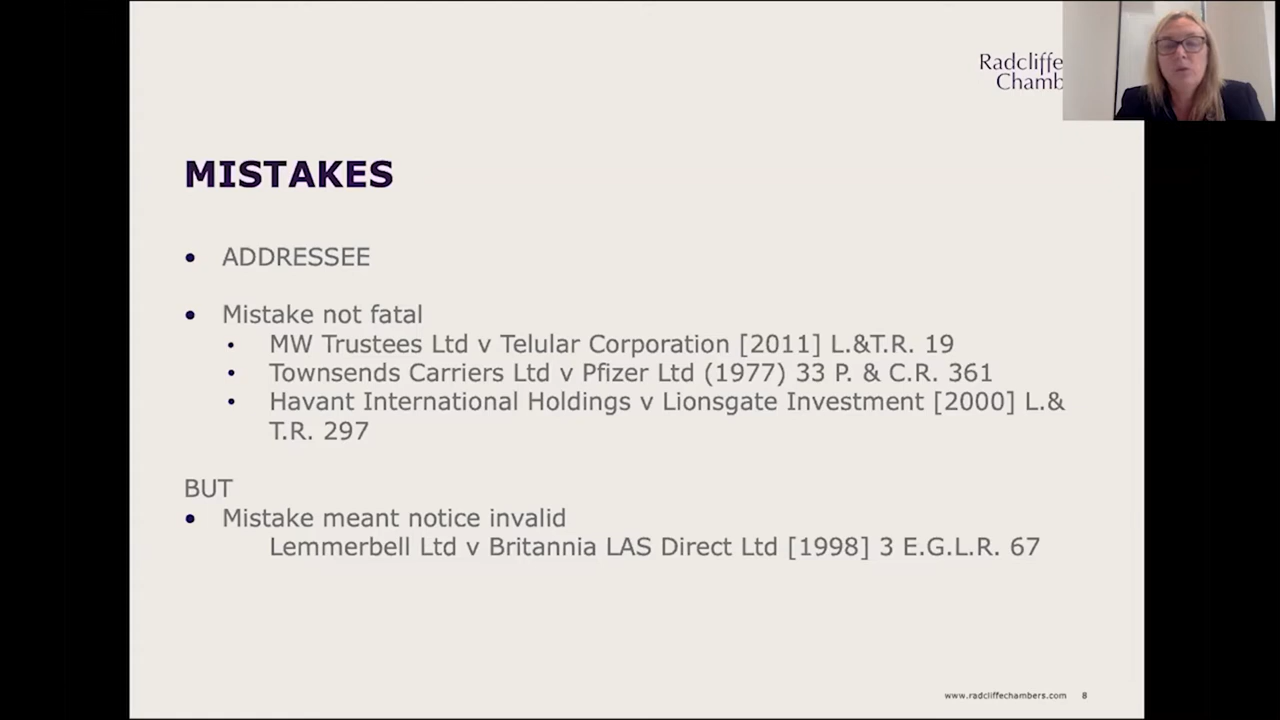 Radcliffe
Chamb
MISTAKES
• ADDRESSEE
• Mistake not fatal
• MW Trustees Ltd v Telular Corporation [2011] L.&T.R. 19
• Townsends Carriers Ltd v Pfizer Ltd (1977) 33 P. & C.R. 361
• Havant International Holdings v Lionsgate Investment [2000] L.&
T.R. 297
BUT
• Mistake meant notice invalid
Lemmerbell Ltd v Britannia LAS Direct Ltd [1998] 3 E.G.L.R. 67
www.radcliffechambers.com 8